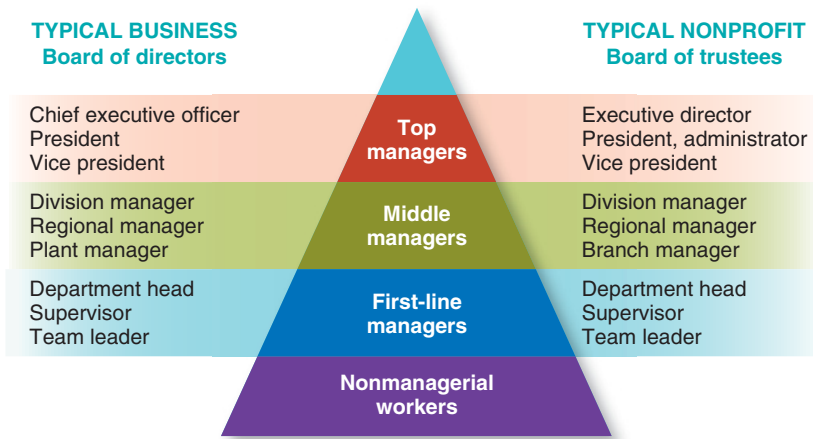 TYPICAL BUSINESS
Board of directors
TYPICAL NONPROFIT
Board of trustees
Chief executive officer
President
Vice president
Top
managers
Executive director
President, administrator
Vice president
Division manager
Regional manager
Plant manager
Middle
managers
Division manager
Regional manager
Branch manager
Department head
Supervisor
Team leader
First-line
managers
Department head
Supervisor
Team leader
Nonmanagerial
workers